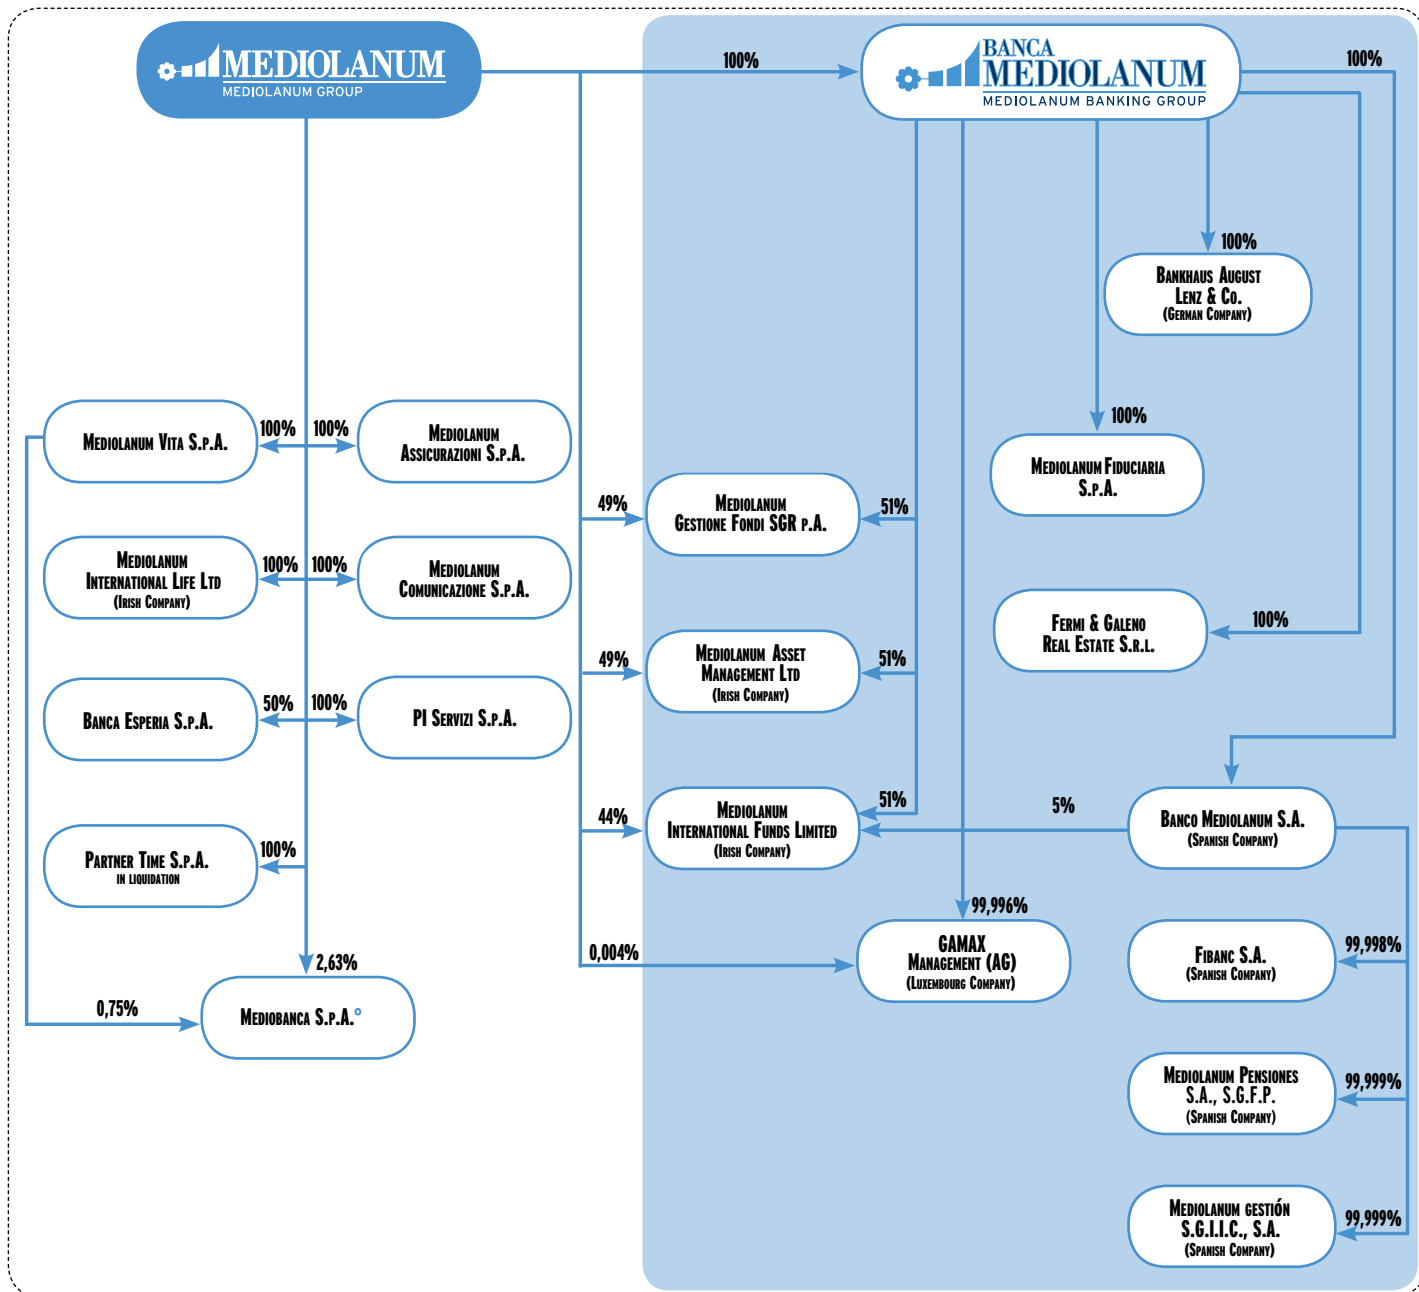 MEDIOLANUM
MEDIOLANUM GROUP
100%
BANCA
MEDIOLANUM
MEDIOLANUM BANKING GROUP
100%
100%
BANKHAUS AUGUST
LENZ & CO.
(GERMAN COMPANY)
MEDIOLANUM VITA S.P.A.
100%
100%
MEDIOLANUM
ASSICURAZIONI S.P.A.
100%
MEDIOLANUM FIDUCIARIA
S.P.A.
49%
MEDIOLANUM
GESTIONE FONDI SGR P.A.
51%
MEDIOLANUM
INTERNATIONAL LIFE LTD
(IRISH COMPANY)
100%
100%
MEDIOLANUM
COMUNICAZIONE S.P.A.
FERMI & GALENO
REAL ESTATE S.R.L.
100%
49%
MEDIOLANUM ASSET
MANAGEMENT LTD
(IRISH COMPANY)
51%
BANCA ESPERIA S.P.A.
50%
100%
PI SERVIZI S.P.A.
44%
MEDIOLANUM
INTERNATIONAL FUNDS LIMITED
(IRISH COMPANY)
51%
5%
BANCO MEDIOLANUM S.A.
(SPANISH COMPANY)
PARTNER TIME S.P.A.
IN LIQUIDATION
100%
99,996%
0,004%
GAMAX
MANAGEMENT (AG)
(LUXEMBOURG COMPANY)
FIBANC S.A.
(SPANISH COMPANY)
99,998%
2,63%
0,75%
MEDIOBANCA S.P.A.°
MEDIOLANUM PENSIONES
S.A., S.G.F.P.
(SPANISH COMPANY)
99,999%
MEDIOLANUM GESTIÓN
S.G.I.I.C., S.A.
(SPANISH COMPANY)
99,999%